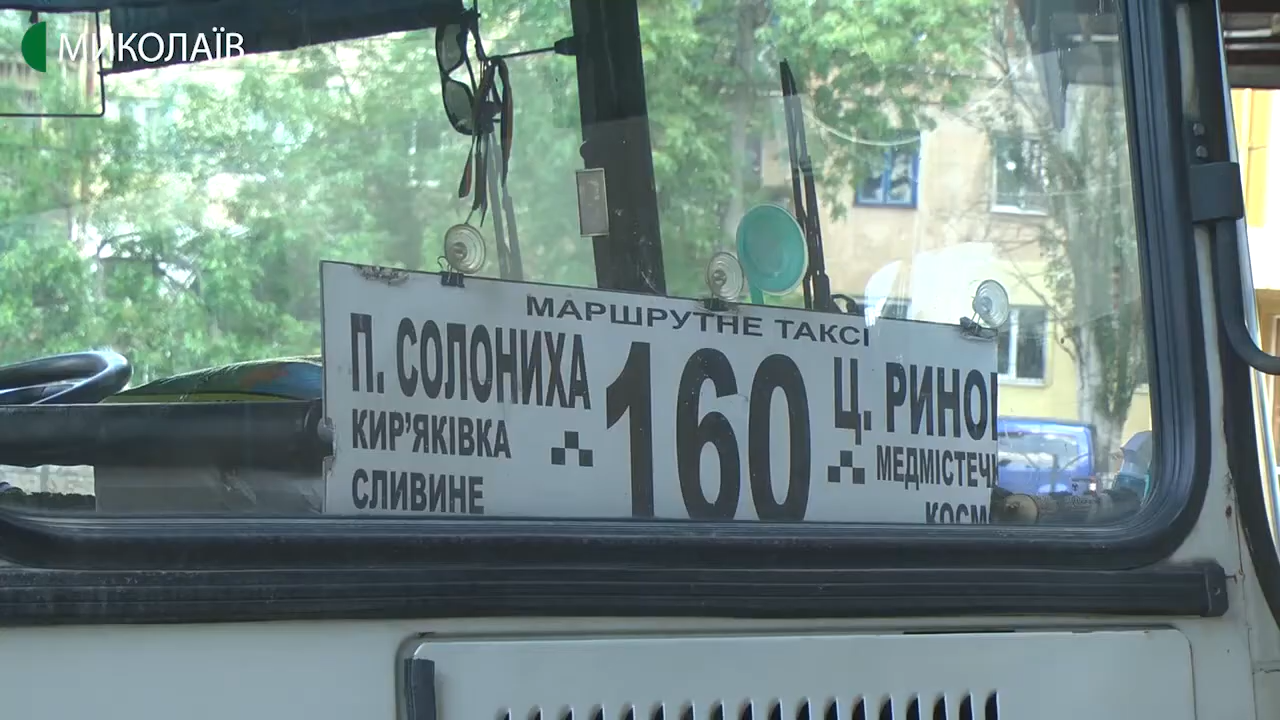 МИКОЛАЇВ
МАРШРУТНЕ ТАКСІ
П. СОЛОНИХА
КИР'ЯКІВКА
СЛИВИНЕ
160
Ц.